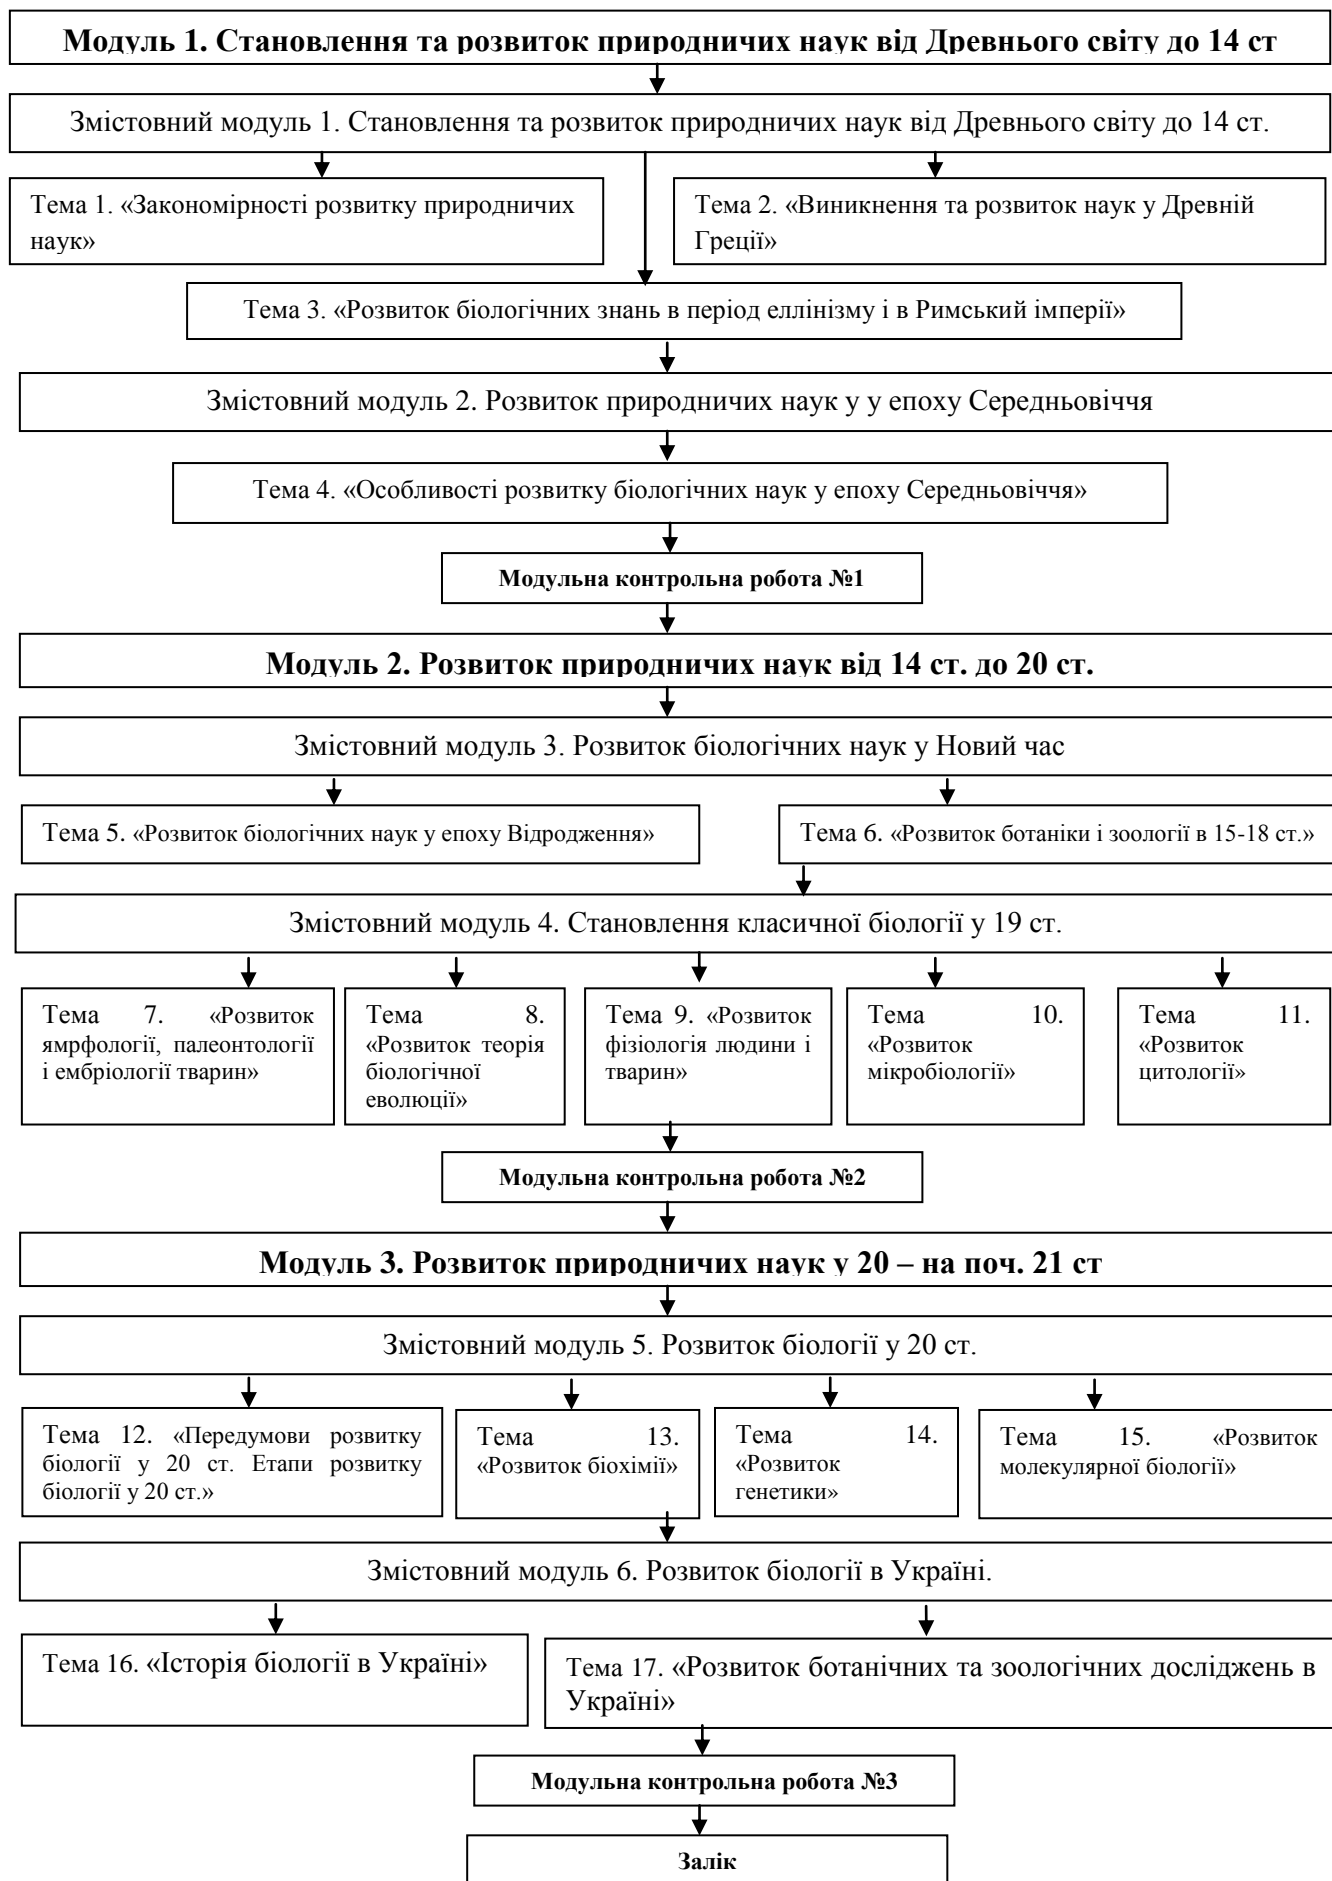 Модуль 1. Становлення та розвиток природничих наук від Древнього світу до 14 ст
Змістовний модуль 1. Становлення та розвиток природничих наук від Древнього світу до 14 ст.
Тема 1. «Закономірності розвитку природничих
наук»
Тема 2. «Виникнення та розвиток наук у Древній
Греції»
Тема 3. «Розвиток біологічних знань в період еллінізму і в Римський імперії»
Змістовний модуль 2. Розвиток природничих наук у у епоху Середньовіччя
Тема 4. «Особливості розвитку біологічних наук у епоху Середньовіччя»
Модульна контрольна робота №1
Модуль 2. Розвиток природничих наук від 14 ст. до 20 ст.
Змістовний модуль 3. Розвиток біологічних наук у Новий час
Тема 5. «Розвиток біологічних наук у епоху Відродження»
Тема 6. «Розвиток ботаніки і зоології в 15-18 ст.»
Змістовний модуль 4. Становлення класичної біології у 19 ст.
Тема 7. «Розвиток
ямрфології, палеонтології
і ембріології тварин»
Тема 8.
«Розвиток теорія
біологічної
еволюції»
Тема 9. «Розвиток
фізіологія людини і
тварин»
Тема 10.
«Розвиток
мікробіології»
Тема 11.
«Розвиток
цитології»
Модульна контрольна робота №2
Модуль 3. Розвиток природничих наук у 20 – на поч. 21 ст
Змістовний модуль 5. Розвиток біології у 20 ст.
Тема 12. «Передумови розвитку
біології у 20 ст. Етапи розвитку
біології у 20 ст.»
Тема 13.
«Розвиток біохімії»
Тема 14.
«Розвиток
генетики»
Тема 15. «Розвиток
молекулярної біології»
Змістовний модуль 6. Розвиток біології в Україні.
Тема 16. «Історія біології в Україні»
Тема 17. «Розвиток ботанічних та зоологічних досліджень в
Україні»
Модульна контрольна робота №3
Залік